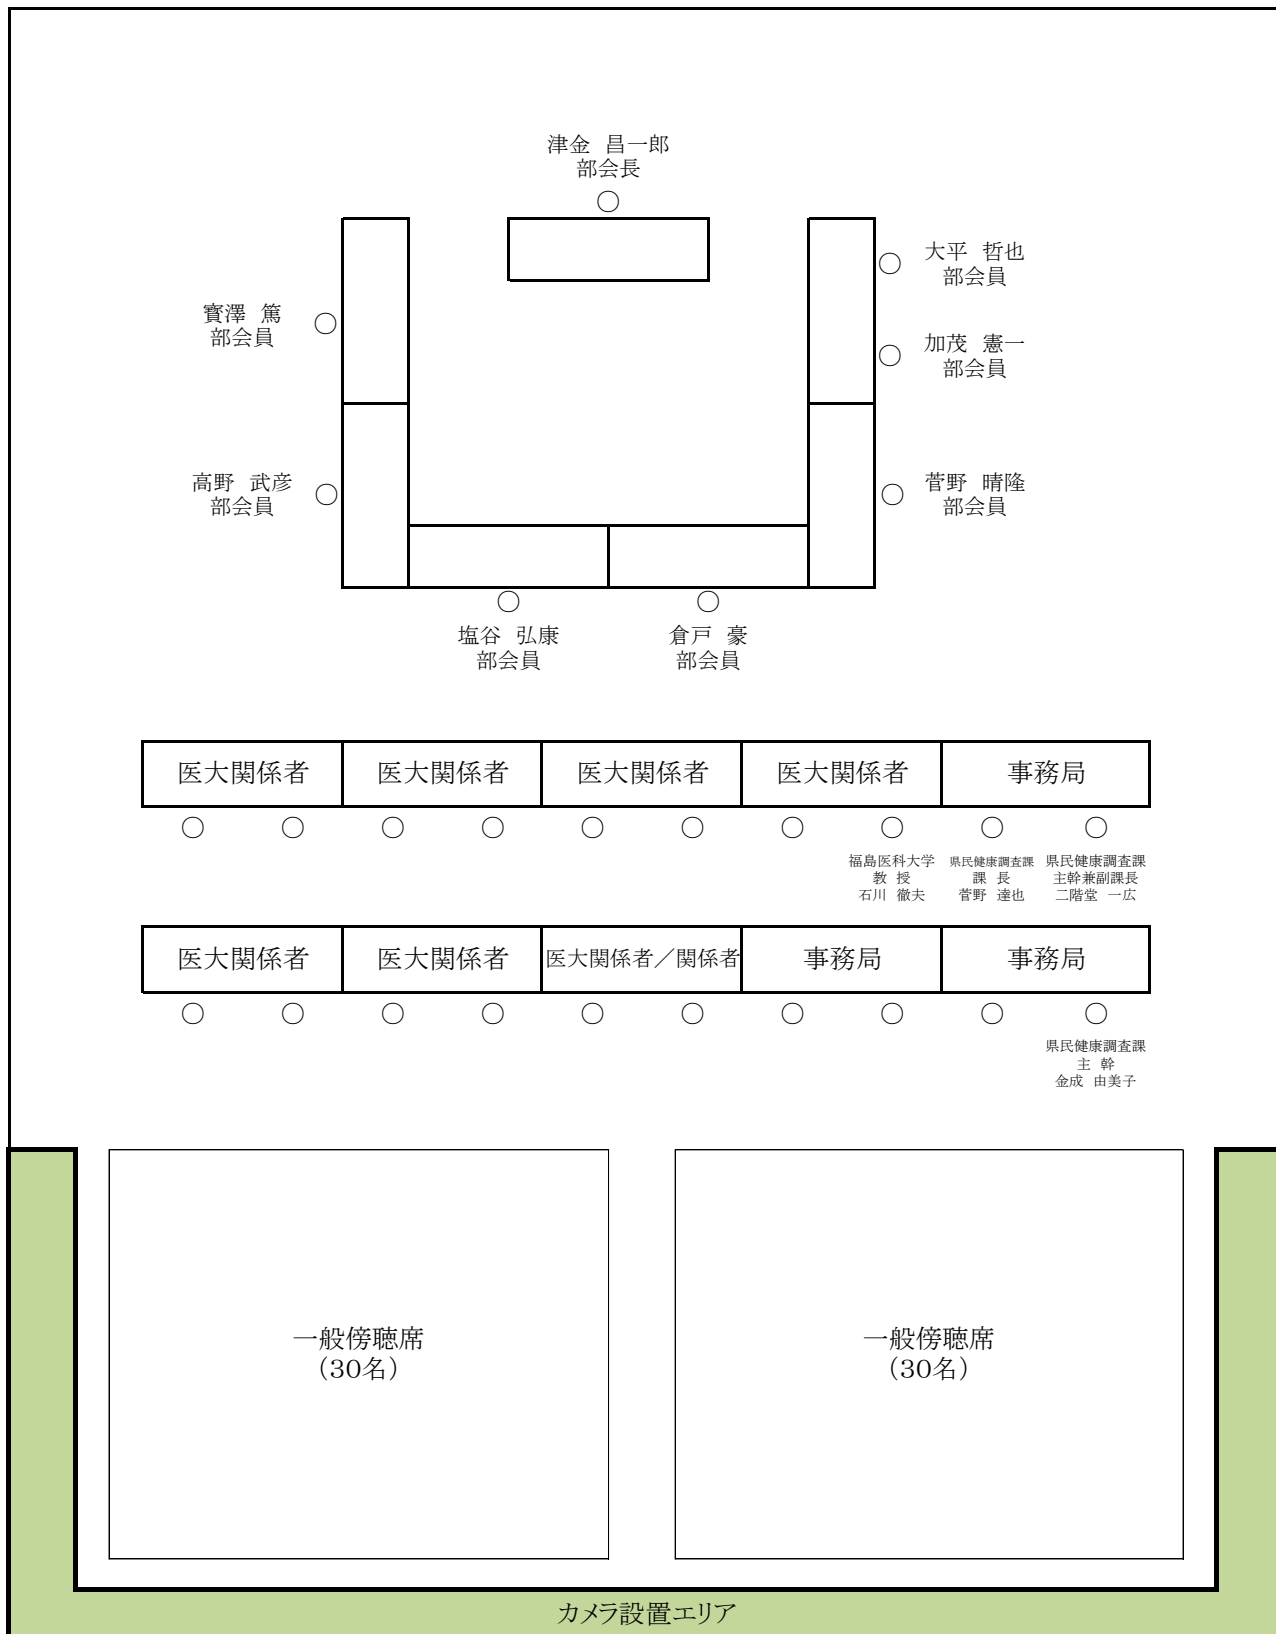 津金 昌一郎
部会長
大平 哲也
部会員
寳澤 篤
部会員
加茂 憲一
部会員
高野 武彦
部会員
菅野 晴隆
部会員
塩谷 弘康
部会員
倉戸 豪
部会員
医大関係者
医大関係者
医大関係者
医大関係者
事務局
福島医科大学
教 授
石川 徹夫
県民健康調査課
課 長
菅野 達也
県民健康調査課
主幹兼副課長
二階堂 一広
医大関係者
医大関係者
医大関係者／関係者
事務局
事務局
県民健康調査課
主 幹
金成 由美子
一般傍聴席
（30名）
一般傍聴席
（30名）
カメラ設置エリア